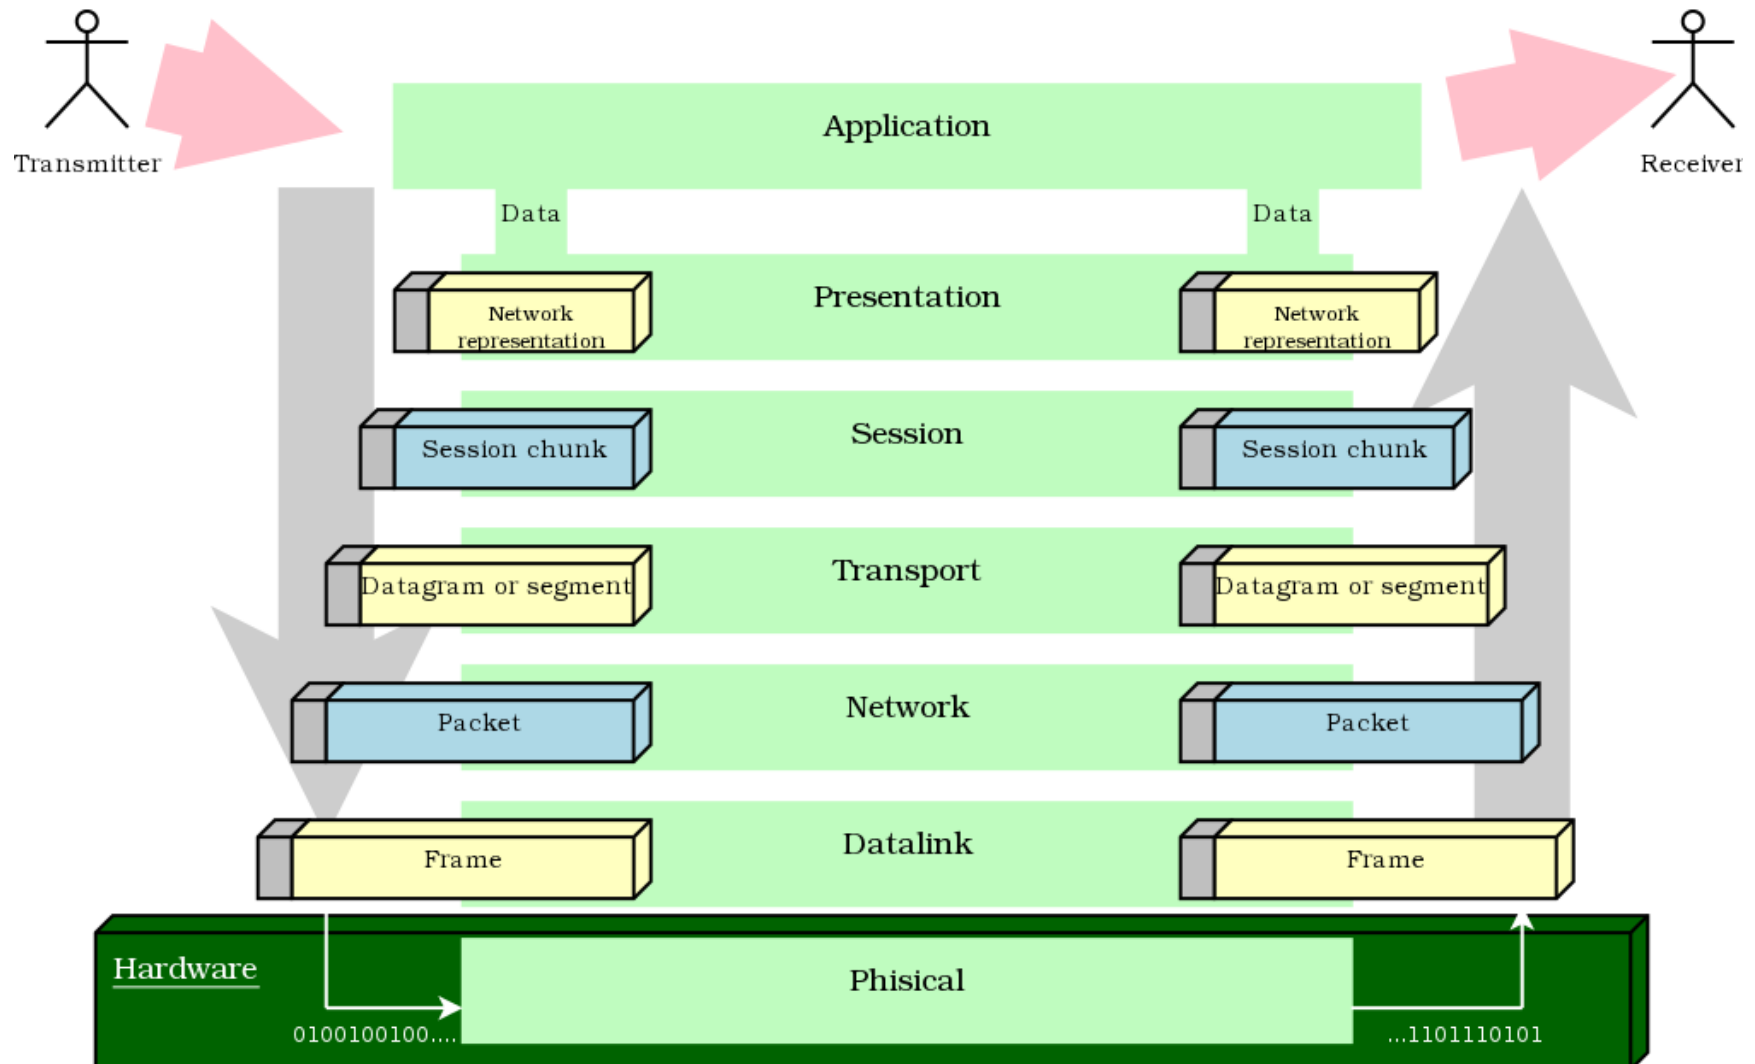 Transmitter
Receiver
Application
Data
Data
Presentation
Network
representation
Network
representation
Session
Session chunk
Session chunk
Transport
Datagram or segment
Datagram or segment
Network
Packet
Packet
Datalink
Frame
Frame
Hardware
Phisical
0100100100....
...1101110101